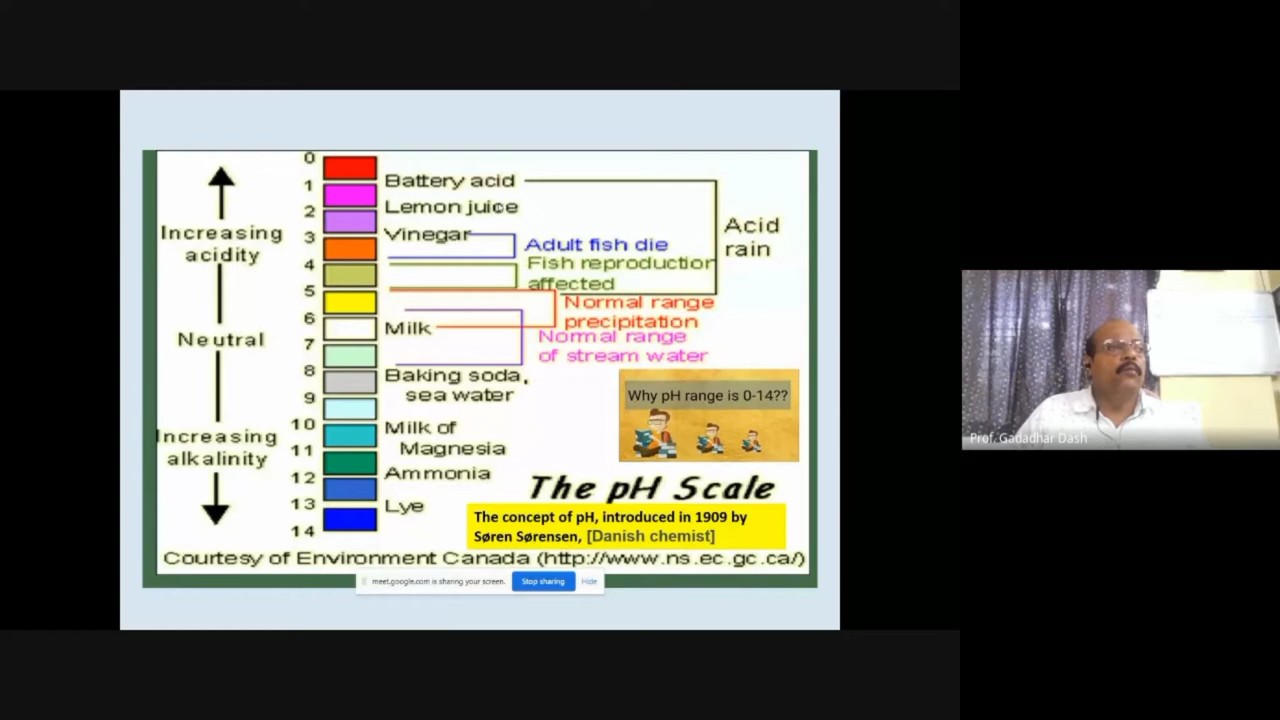 0
1
2
3
4
5
6
7
8
9
10
11
12
13
14
Increasing
acidity
Neutral
Increasing
alkalinity
Battery acid
Lemon juice
Vinegar
Milk
Baking soda,
sea water
Milk of
Magnesia
Ammonia
Lye
Adult fish die
Fish reproduction
affected
Normal range
precipitation
Normal range
of stream water
Acid
rain
Why pH range is 0-14??
The pH Scale
The concept of pH, introduced in 1909 by
Søren Sørensen, [Danish chemist]
Courtesy of Environment Canada (http://www.ns.ec.gc.ca/)
meet.google.com is sharing your screen.
Stop sharing
Hide
Prof. Gadadhar Dash